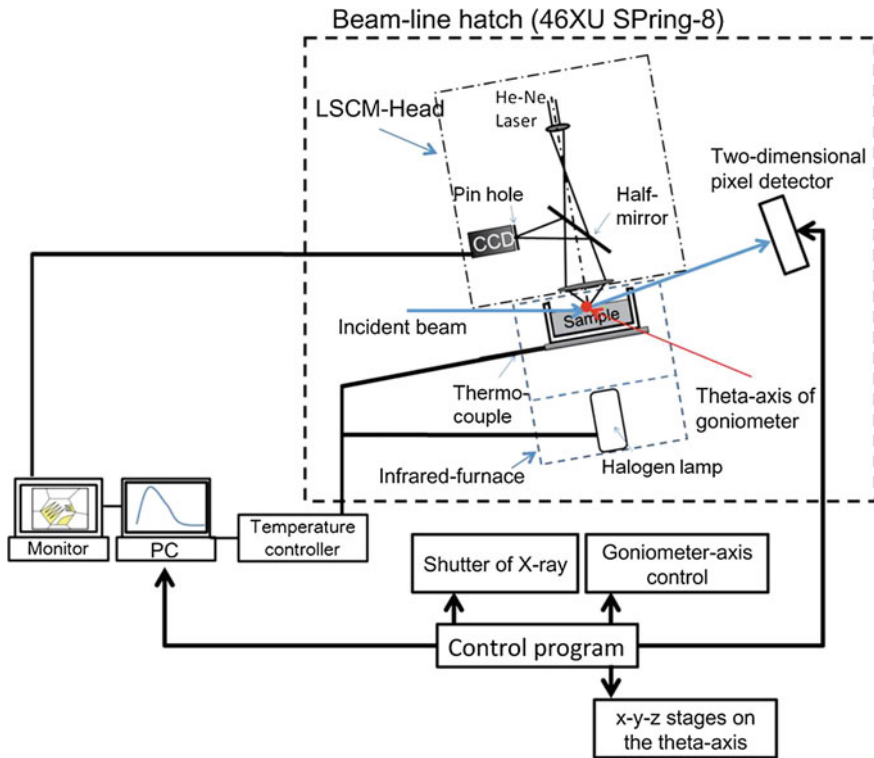 Beam-line hatch (46XU SPring-8)
He-Ne
Laser
LSCM-Head
Two-dimensional
pixel detector
Pin hole
Half-
mirror
CCD
Incident beam
Sample
Thermo-
couple
Theta-axis of
goniometer
Infrared-furnace
Halogen lamp
Monitor
PC
Temperature
controller
Shutter of X-ray
Goniometer-axis
control
Control program
x-y-z stages on
the theta-axis